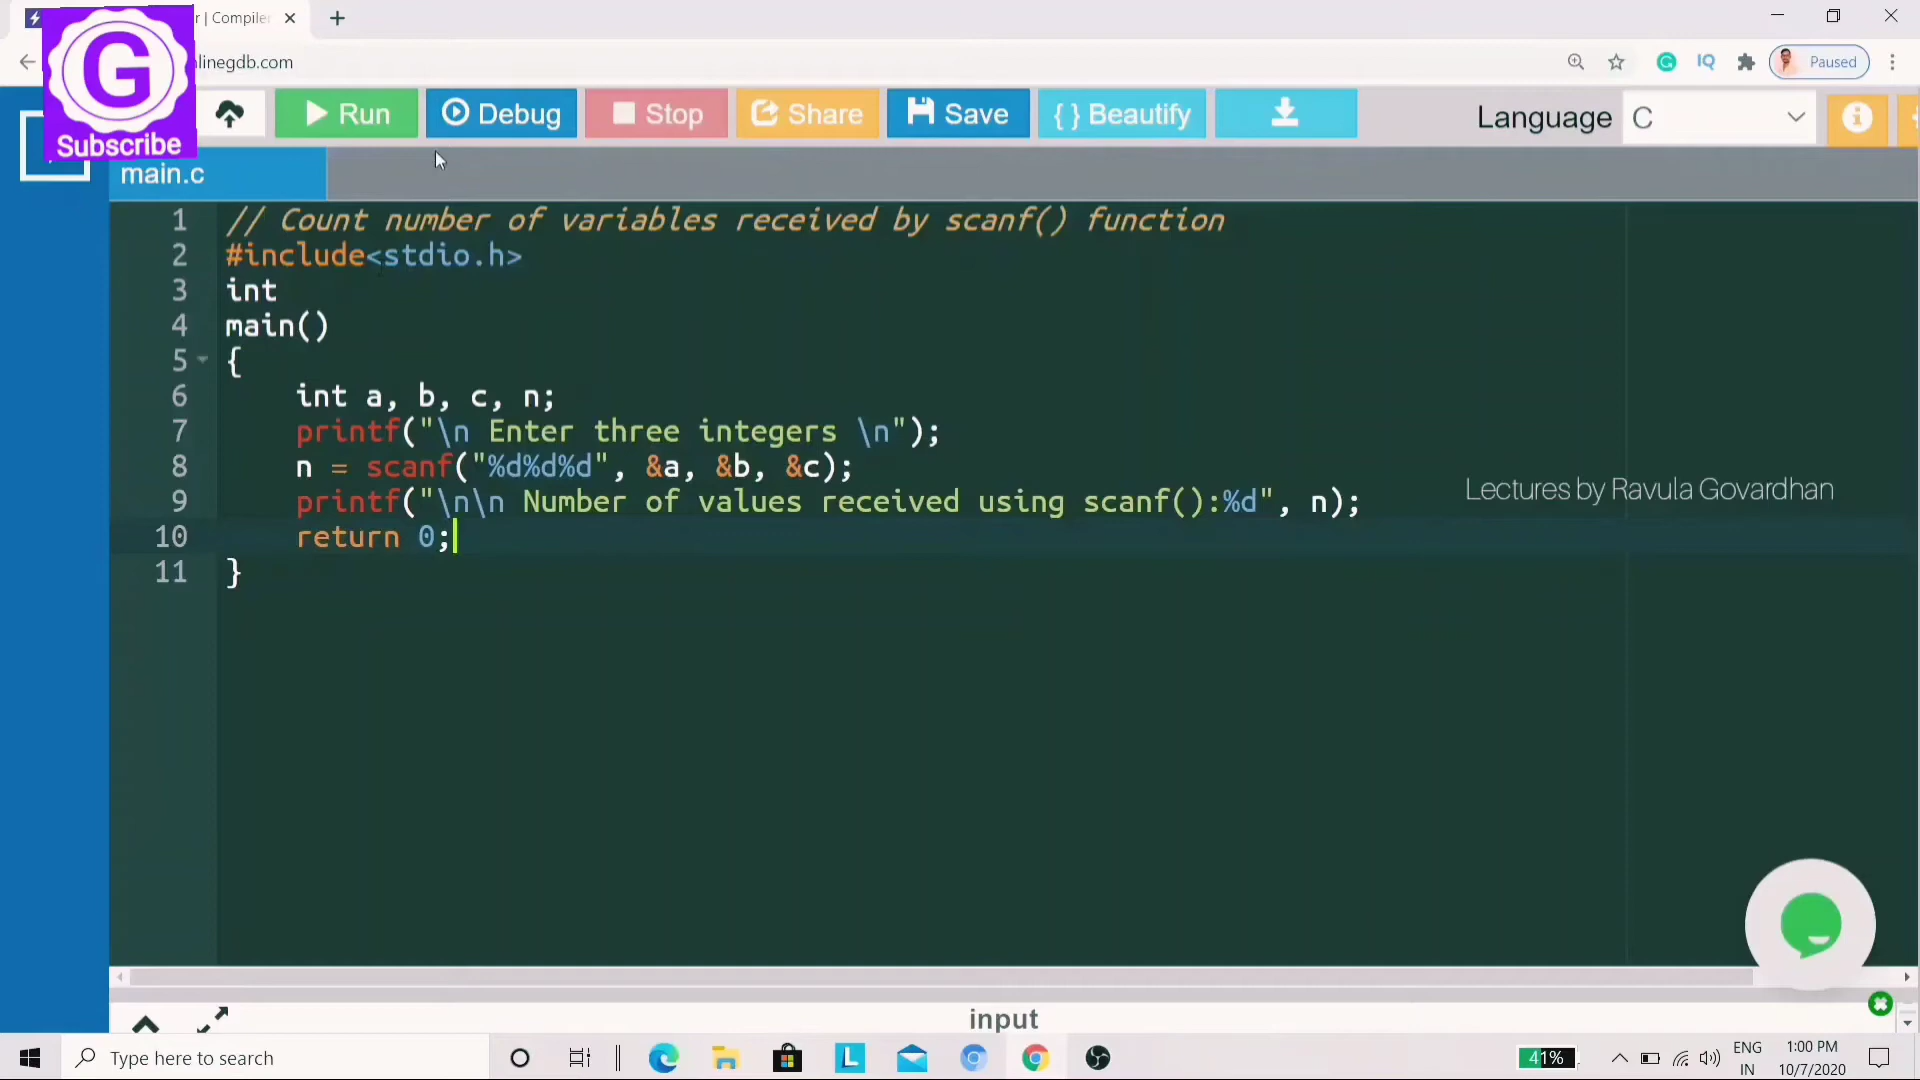 r | Compiler
linegdb.com
Paused
G
Subscribe
Run
Debug
Stop
Share
Save
{ } Beautify
Language
C
main.c
1 // Count number of variables received by scanf() function
2 #include<stdio.h>
3 int
4 main()
5 {
6 int a, b, c, n;
7 printf("\n Enter three integers \n");
8 n = scanf("%d%d%d", &a, &b, &c);
9 printf("\n\n Number of values received using scanf():%d", n);
10 return 0;
11 }
Lectures by Ravula Govardhan
input
Type here to search
41%
ENG
IN
1:00 PM
10/7/2020